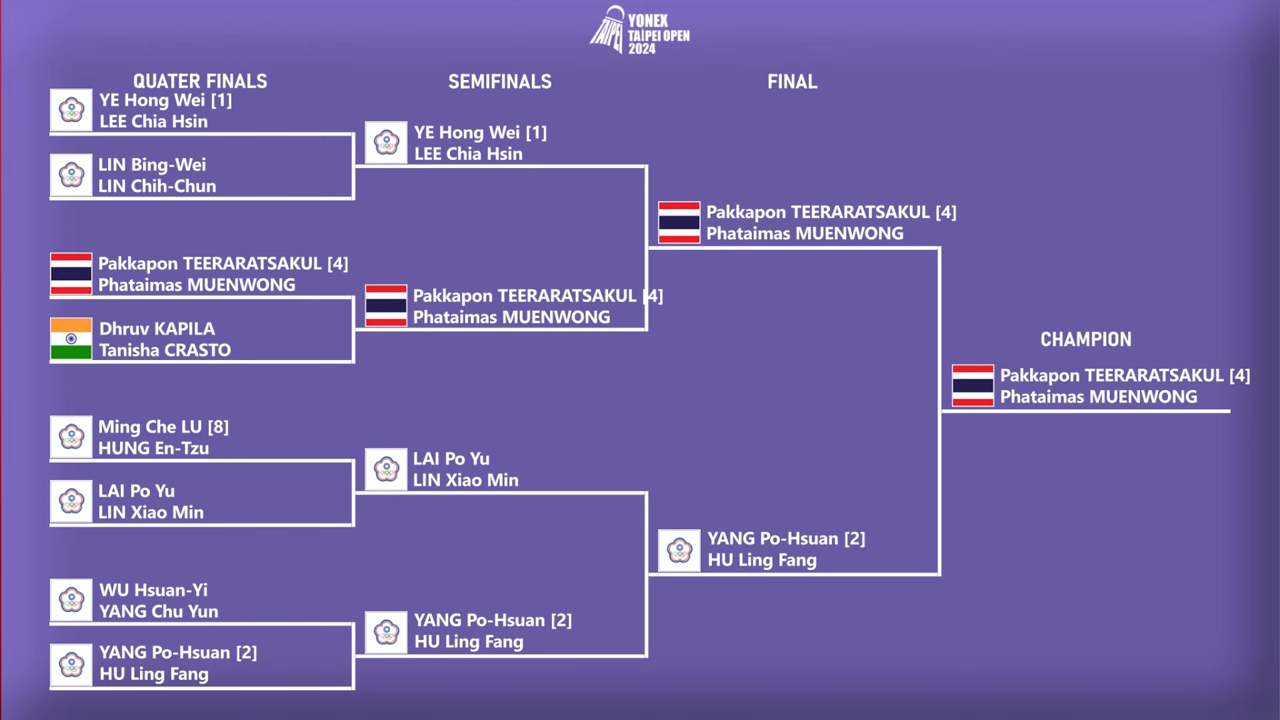 YONEX
TAIPEI OPEN
2024
QUATER FINALS
SEMIFINALS
FINAL
YE Hong Wei [1]
LEE Chia Hsin
LIN Bing-Wei
LIN Chih-Chun
Pakkapon TEERARATSAKUL [4]
Phataimas MUENWONG
Dhruv KAPILA
Tanisha CRASTO
Ming Che LU [8]
HUNG En-Tzu
LAI Po Yu
LIN Xiao Min
WU Hsuan-Yi
YANG Chu Yun
YANG Po-Hsuan [2]
HU Ling Fang
YE Hong Wei [1]
LEE Chia Hsin
Pakkapon TEERARATSAKUL [4]
Phataimas MUENWONG
LAI Po Yu
LIN Xiao Min
YANG Po-Hsuan [2]
HU Ling Fang
Pakkapon TEERARATSAKUL [4]
Phataimas MUENWONG
YANG Po-Hsuan [2]
HU Ling Fang
CHAMPION
Pakkapon TEERARATSAKUL [4]
Phataimas MUENWONG